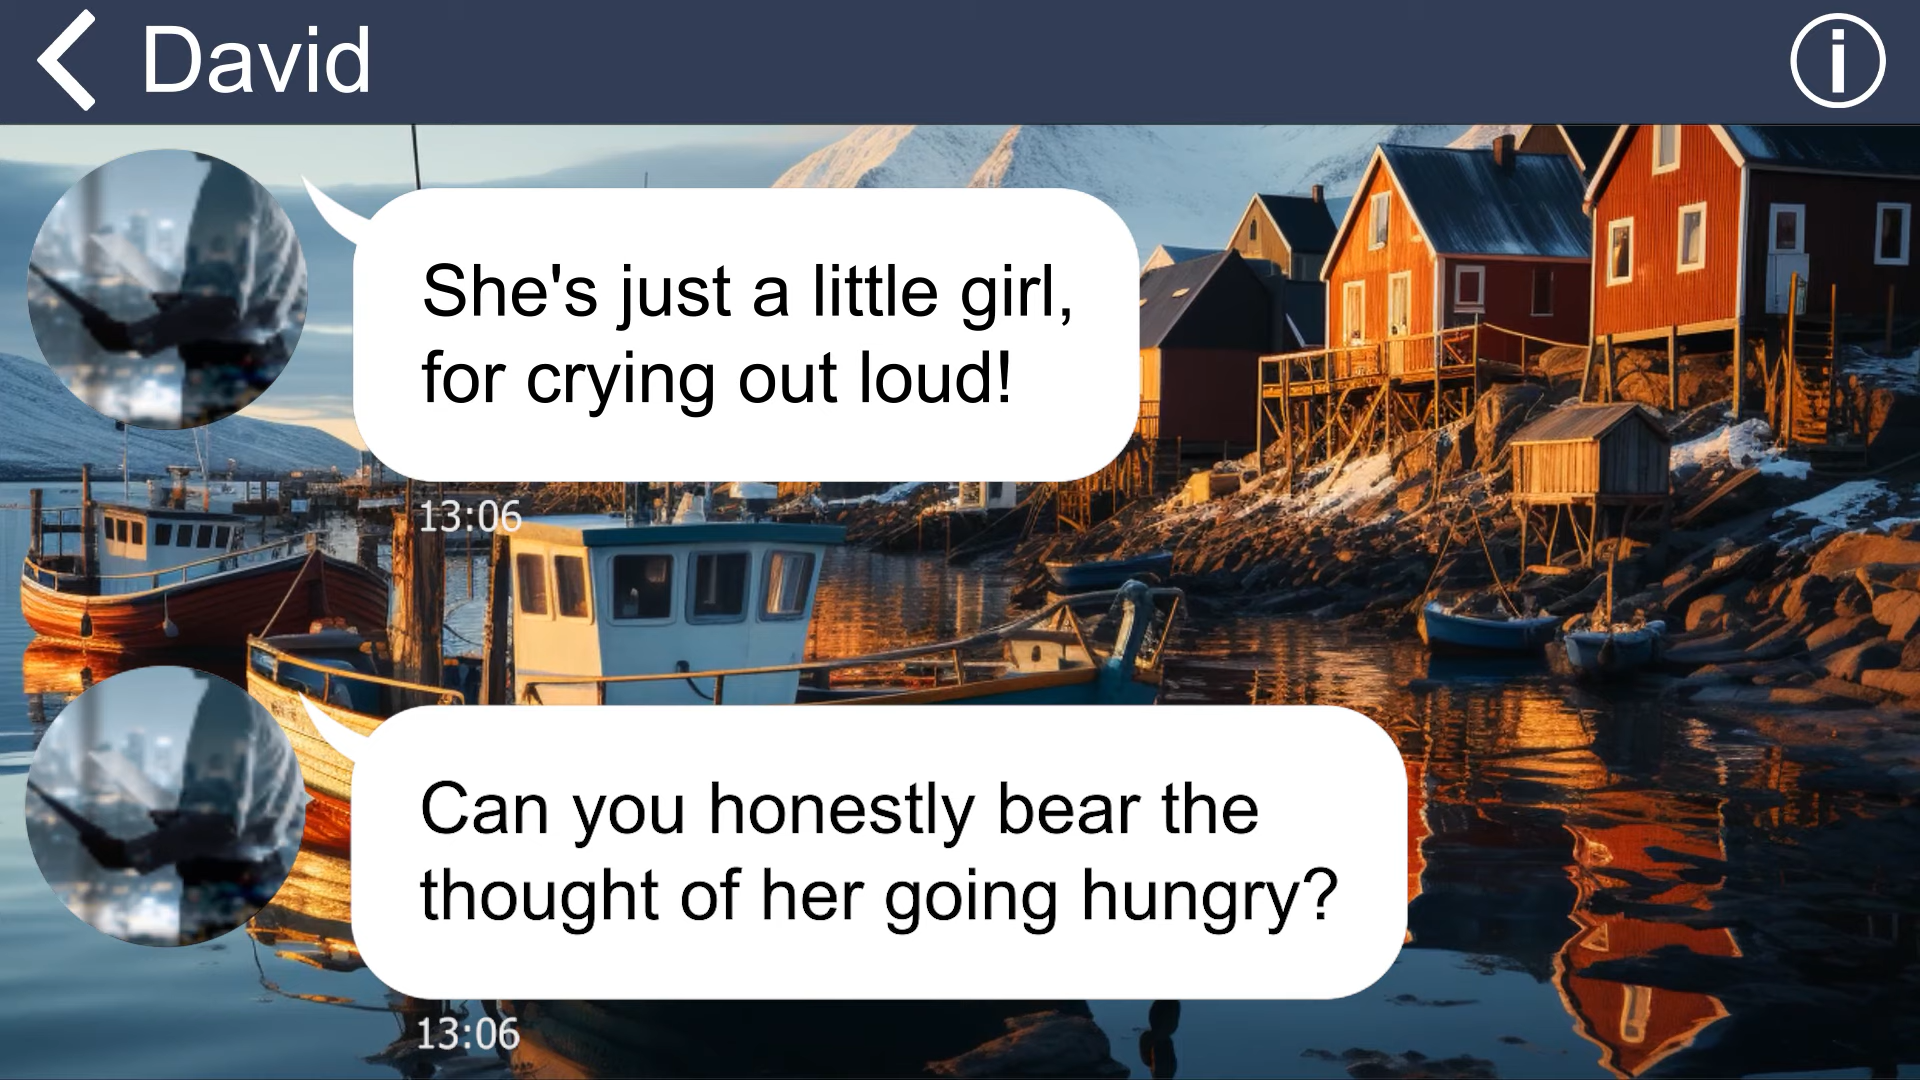 David
She's just a little girl,
for crying out loud!
13:06
Can you honestly bear the
thought of her going hungry?
13:06